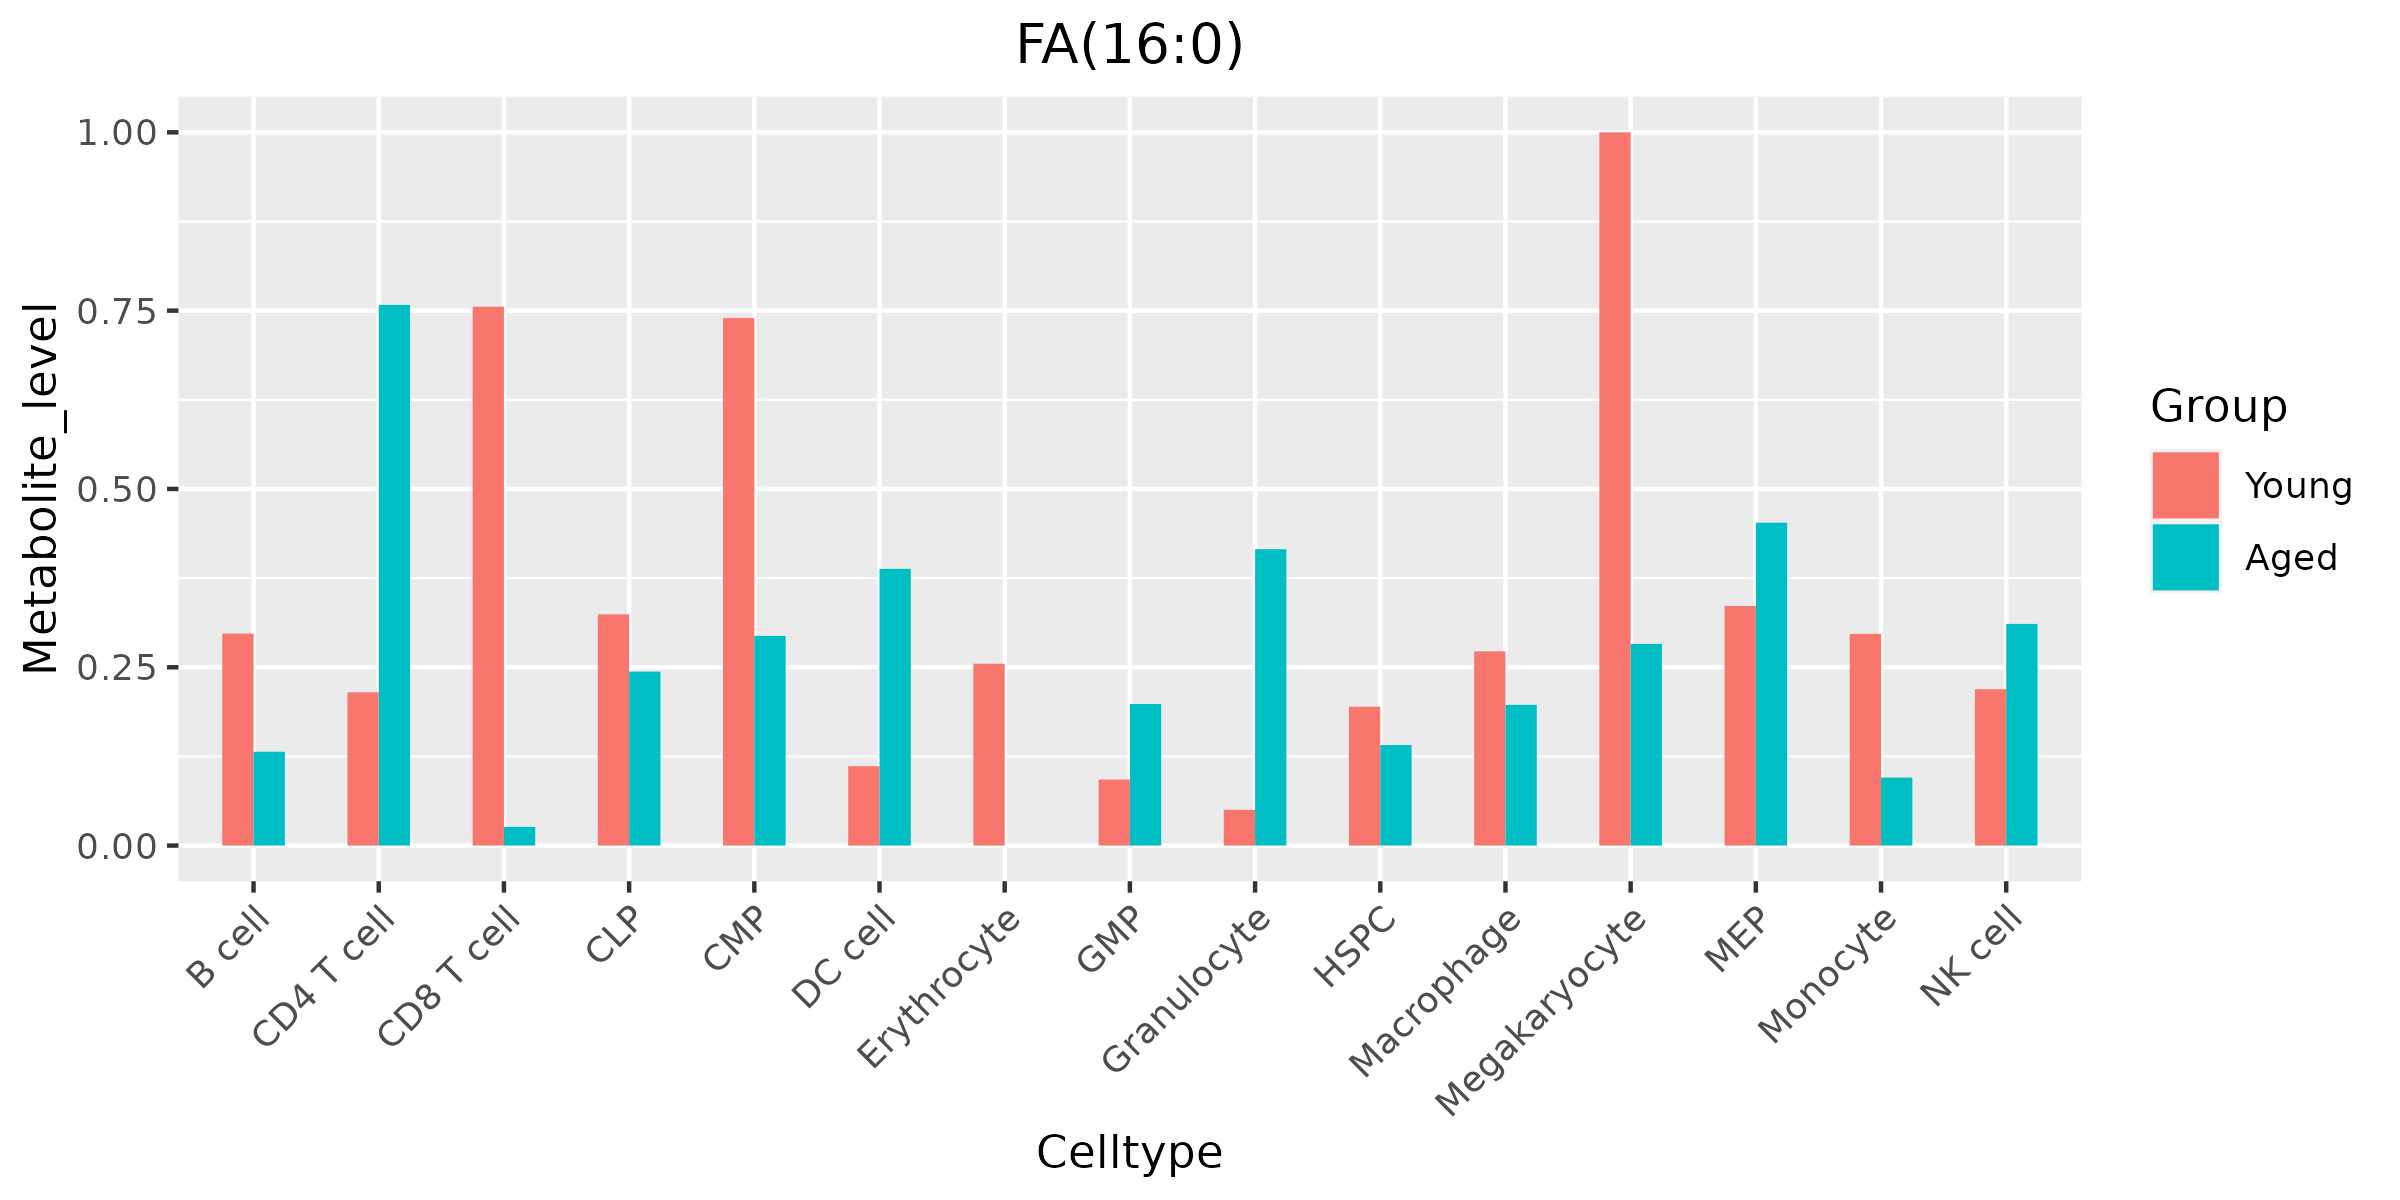 FA(16:0)
Metabolite_level
1.00
0.75
0.50
0.25
0.00
B cell
CD4 T cell
CD8 T cell
CLP
CMP
DC cell
Erythrocyte
GMP
Granulocyte
HSPC
Macrophage
Megakaryocyte
MEP
Monocyte
NK cell
Celltype
Group
Young
Aged